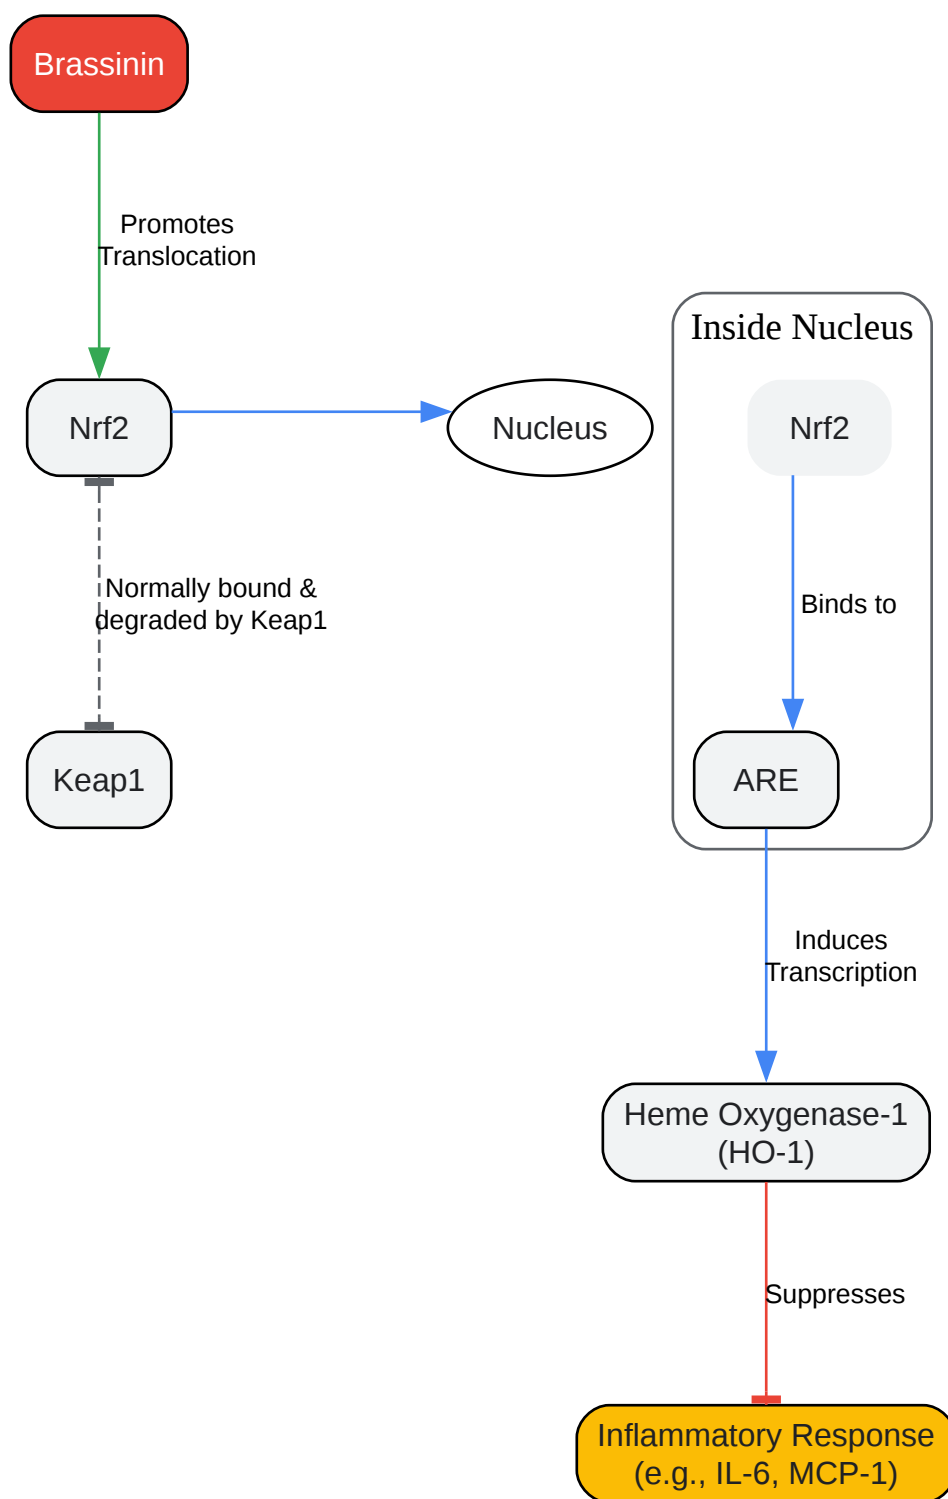 Brassinin
Promotes
Translocation
Inside Nucleus
Nrf2
Nucleus
Nrf2
Normally bound &
degraded by Keap1
Binds to
Keap1
ARE
Induces
Transcription
Heme Oxygenase-1
(HO-1)
Suppresses
Inflammatory Response
(e.g., IL-6, MCP-1)